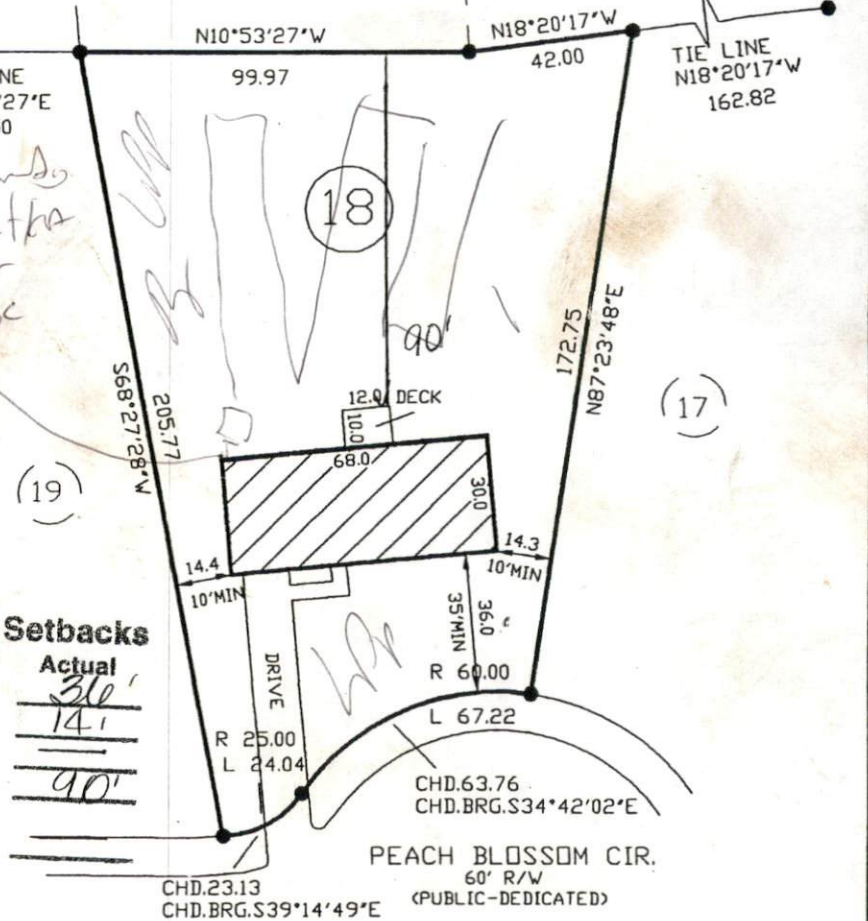 N10°53'27"W
99.97
N18°20'17"W
42.00
TIE LINE
N18°20'17"W
162.82
NE
'27"E
0
18
90'
S68°27'28"W
205.77
172.75
N87°23'48"E
12.0
DECK
10.0
68.0
30.0
19
17
14.4
10'MIN
14.3
10'MIN
35'MIN
36.0
Setbacks
Actual
36'
14'
90'
DRIVE
R 60.00
L 67.22
R 25.00
L 24.04
CHD.63.76
CHD.BRG.S34°42'02"E
PEACH BLOSSOM CIR.
60' R/W
(PUBLIC-DEDICATED)
CHD.23.13
CHD.BRG.S39°14'49"E